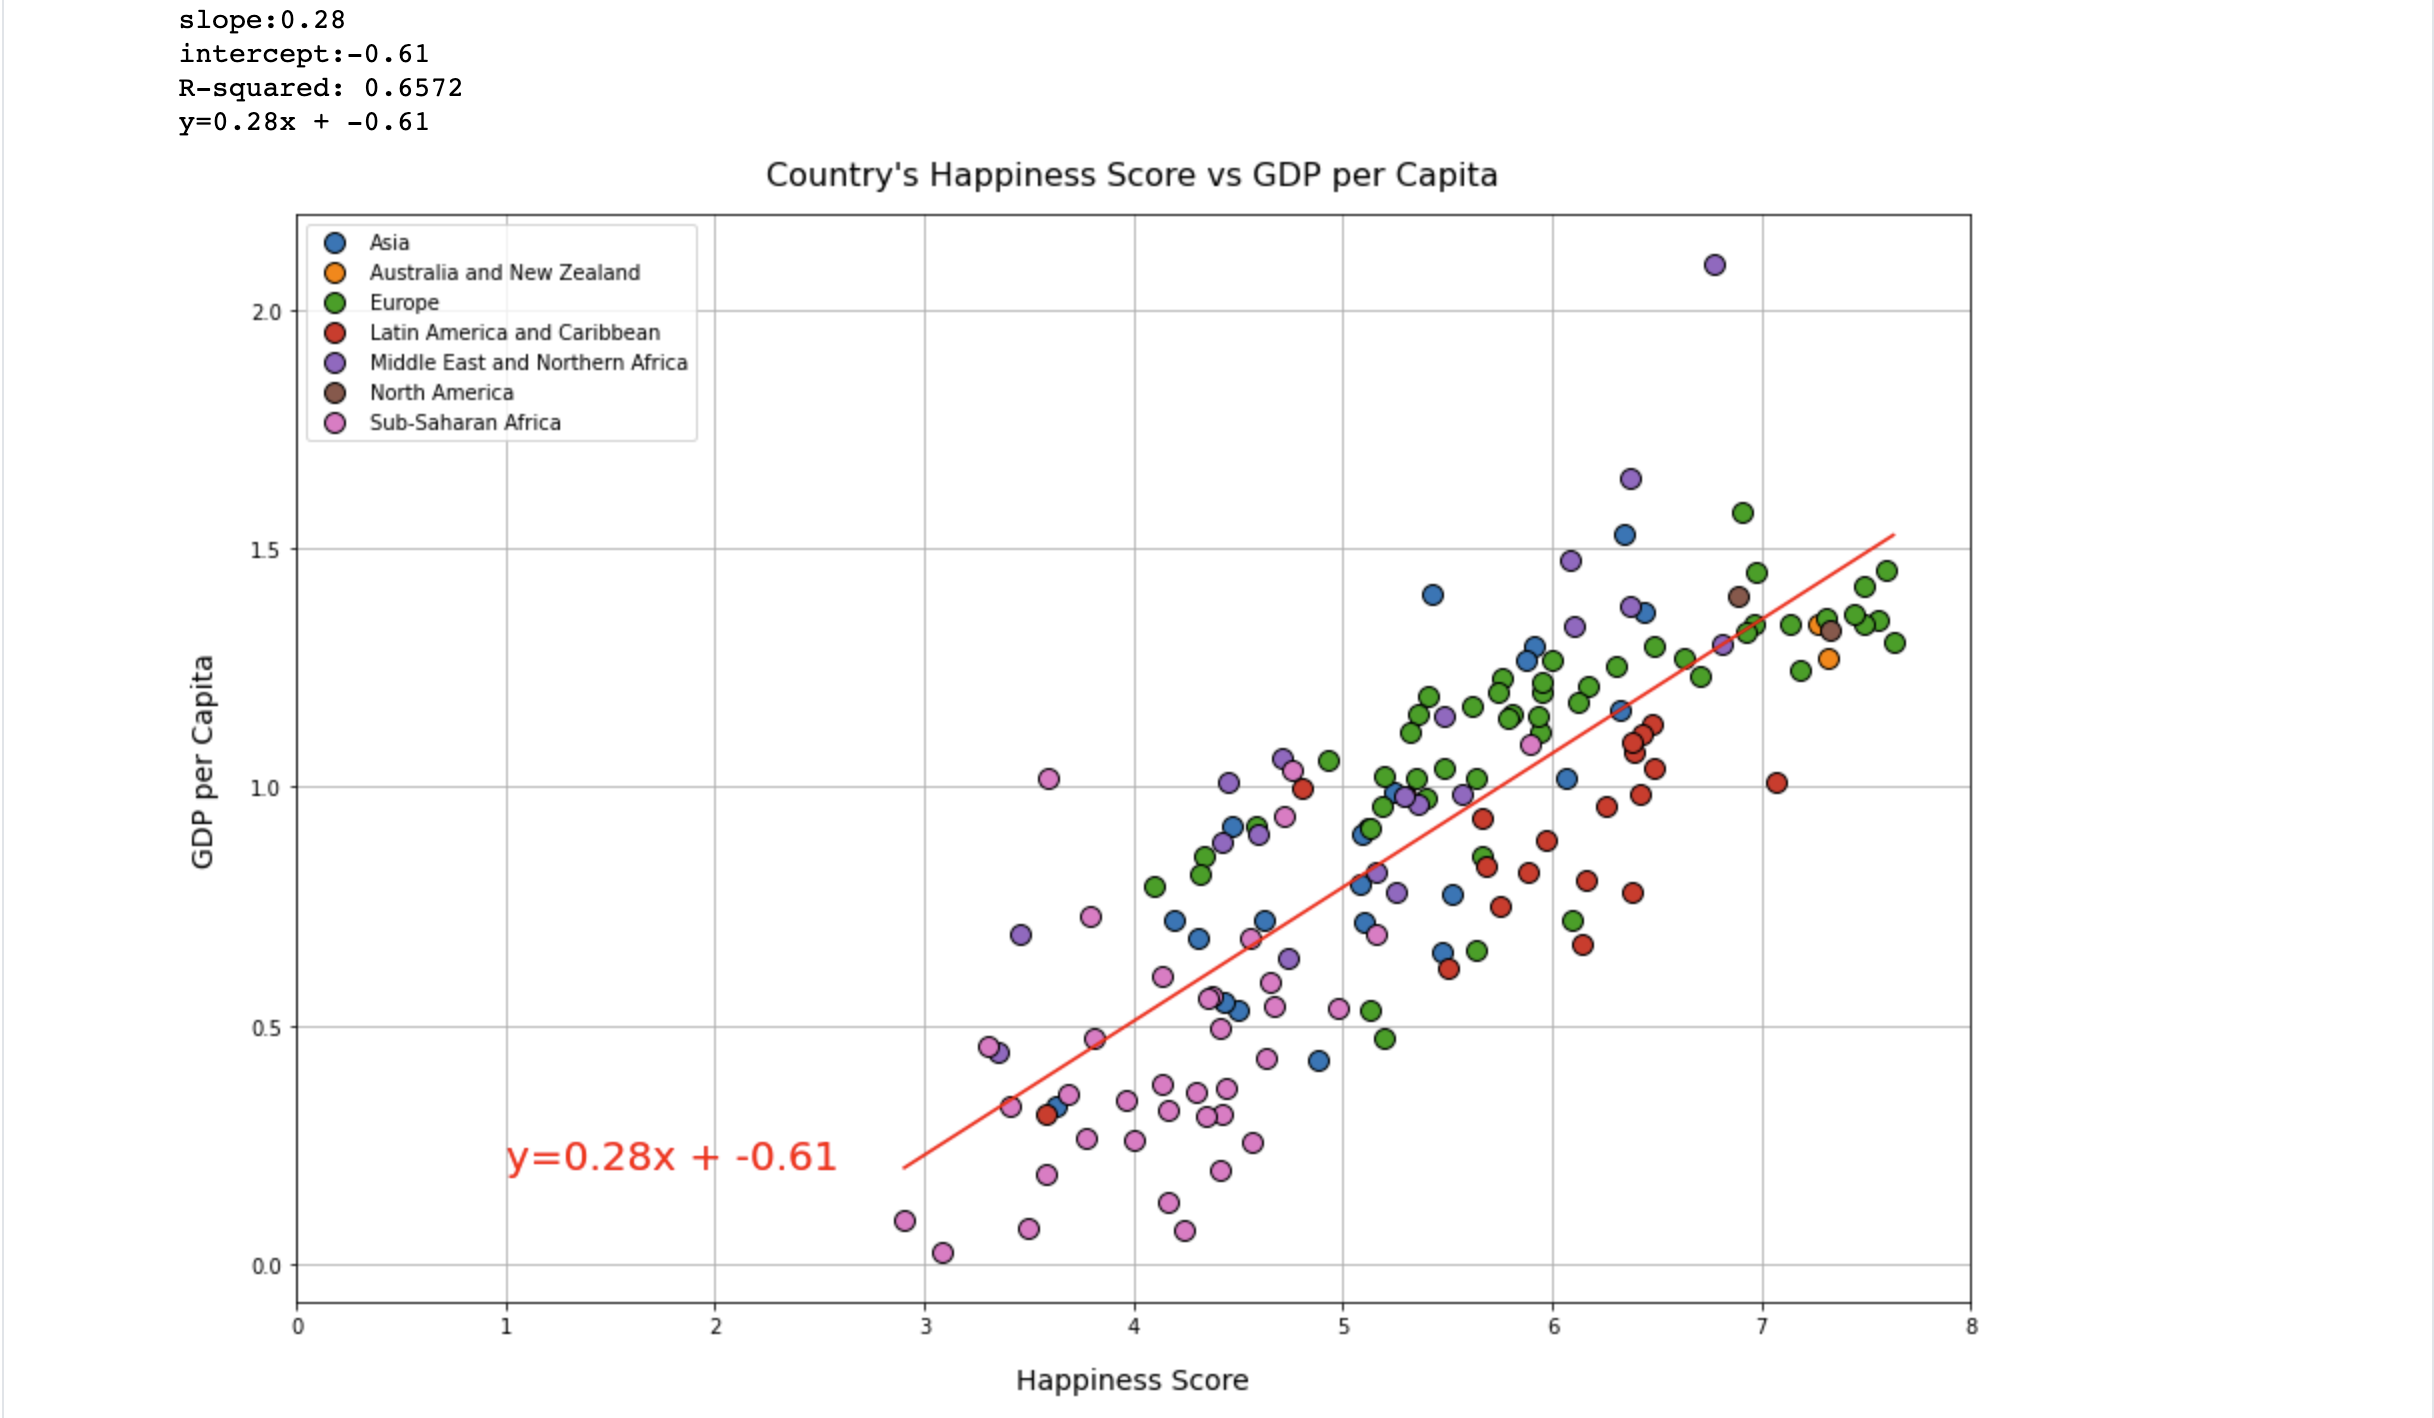 slope:0.28
intercept:-0.61
R-squared: 0.6572
y=0.28x + -0.61
Country's Happiness Score vs GDP per Capita
Asia
Australia and New Zealand
Europe
Latin America and Caribbean
Middle East and Northern Africa
North America
Sub-Saharan Africa
2.0
1.5
1.0
0.5
0.0
GDP per Capita
y=0.28x + -0.61
0 1 2 3 4 5 6 7 8
Happiness Score